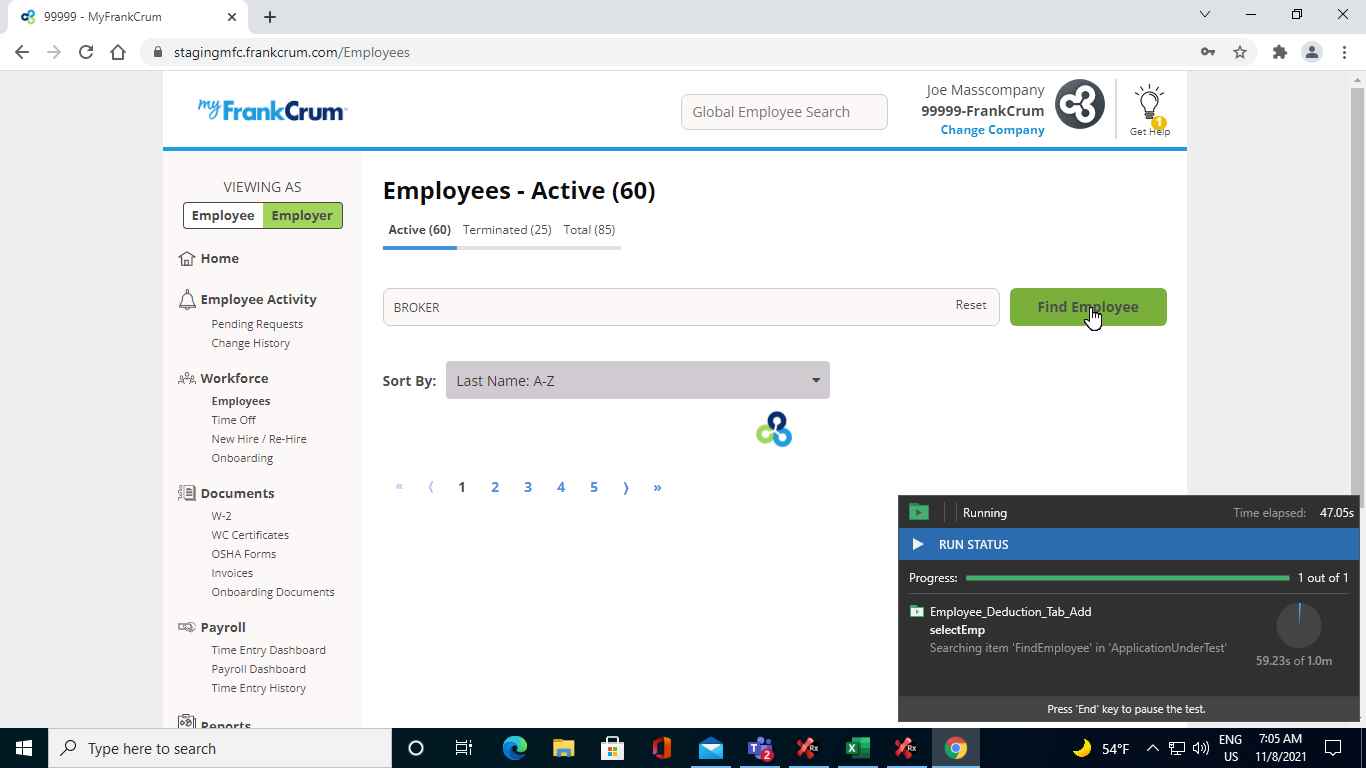 99999 - MyFrankCrum
stagingmfc.frankcrum.com/Employees
myFrankCrum
Global Employee Search
Joe Masscompany
99999-FrankCrum
Change Company
1
Get Help
VIEWING AS
Employee Employer
Home
Employee Activity
Pending Requests
Change History
Workforce
Employees
Time Off
New Hire / Re-Hire
Onboarding
Documents
W-2
WC Certificates
OSHA Forms
Invoices
Onboarding Documents
Payroll
Time Entry Dashboard
Payroll Dashboard
Time Entry History
Reports
Employees - Active (60)
Active (60) Terminated (25) Total (85)
BROKER Reset Find Employee
Sort By: Last Name: A-Z
« ⟨ 1 2 3 4 5 ⟩ »
Running Time elapsed: 47.05s
RUN STATUS
Progress: 1 out of 1
Employee_Deduction_Tab_Add
selectEmp
Searching item 'FindEmployee' in 'ApplicationUnderTest'
59.23s of 1.0m
Press 'End' key to pause the test.
Type here to search
2
Rx
Rx
54°F
ENG
US
7:05 AM
11/8/2021